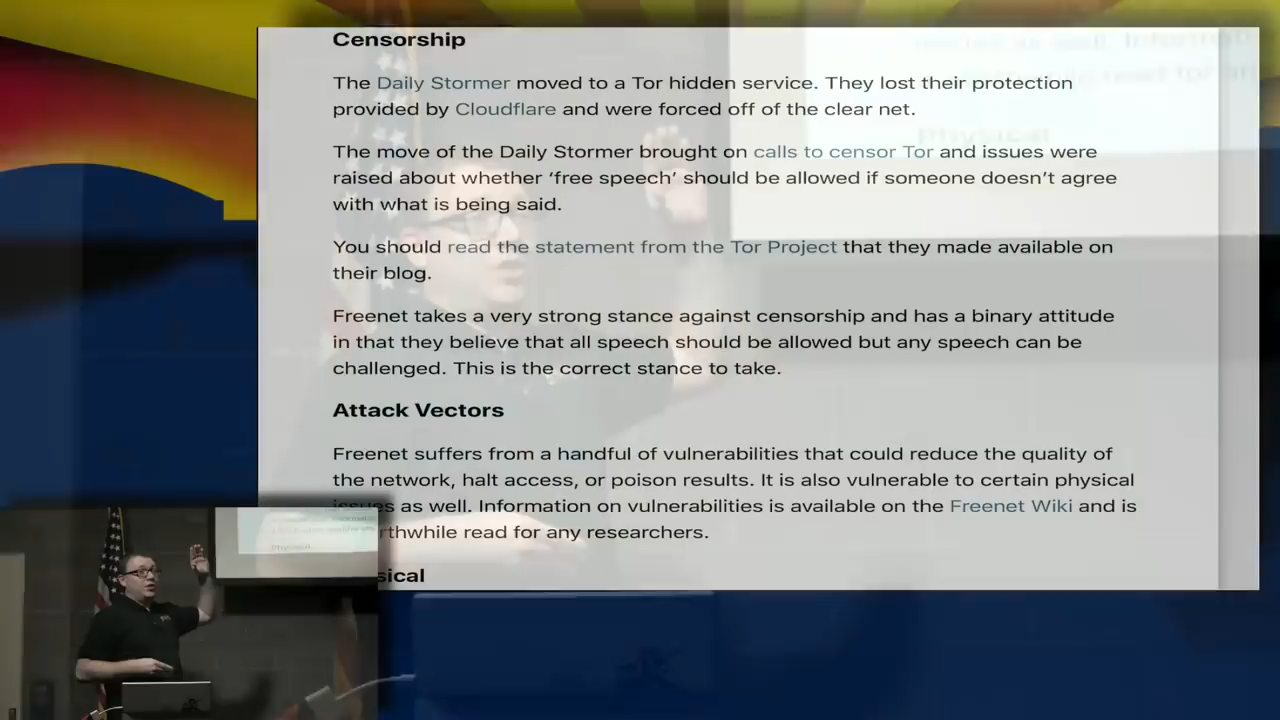 Censorship
The Daily Stormer moved to a Tor hidden service. They lost their protection
provided by Cloudflare and were forced off of the clear net.
The move of the Daily Stormer brought on calls to censor Tor and issues were
raised about whether ‘free speech’ should be allowed if someone doesn’t agree
with what is being said.
You should read the statement from the Tor Project that they made available on
their blog.
Freenet takes a very strong stance against censorship and has a binary attitude
in that they believe that all speech should be allowed but any speech can be
challenged. This is the correct stance to take.
Attack Vectors
Freenet suffers from a handful of vulnerabilities that could reduce the quality of
the network, halt access, or poison results. It is also vulnerable to certain physical
issues as well. Information on vulnerabilities is available on the Freenet Wiki and is
rthwhile read for any researchers.
sical
Physical
Physical